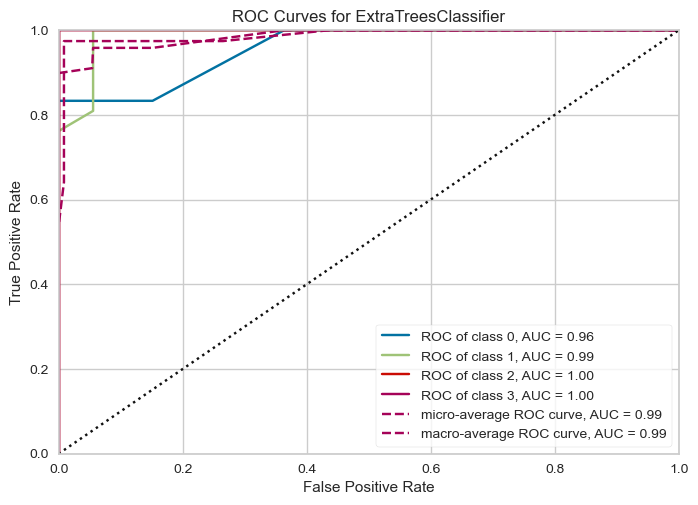 ROC Curves for ExtraTreesClassifier
True Positive Rate
1.0
0.8
0.6
0.4
0.2
0.0
ROC of class 0, AUC = 0.96
ROC of class 1, AUC = 0.99
ROC of class 2, AUC = 1.00
ROC of class 3, AUC = 1.00
micro-average ROC curve, AUC = 0.99
macro-average ROC curve, AUC = 0.99
0.0 0.2 0.4 0.6 0.8 1.0
False Positive Rate